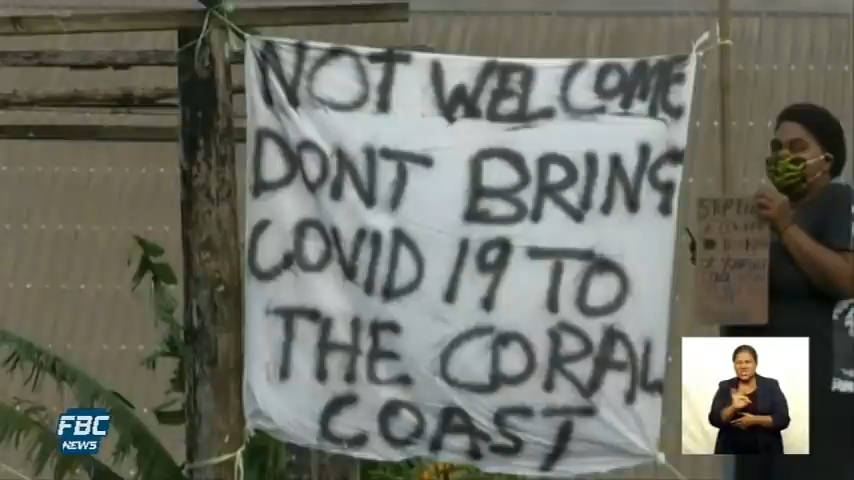 NOT WELCOME
DONT BRING
COVID 19 TO
THE CORAL
COAST
FBC
NEWS